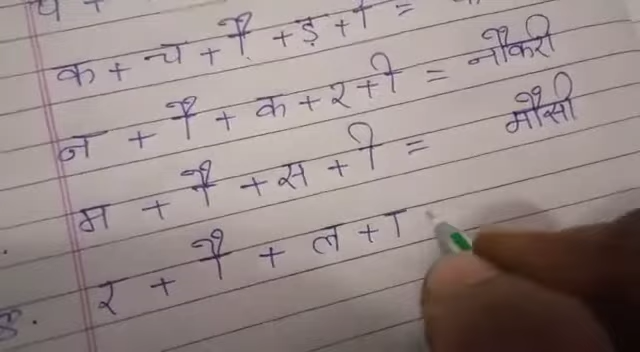 क + च + ौ + ड़ + ी =
न + ौ + क + र + ी = नौकरी
म + ौ + स + ी = मौसी
र + ौ + ल + ा